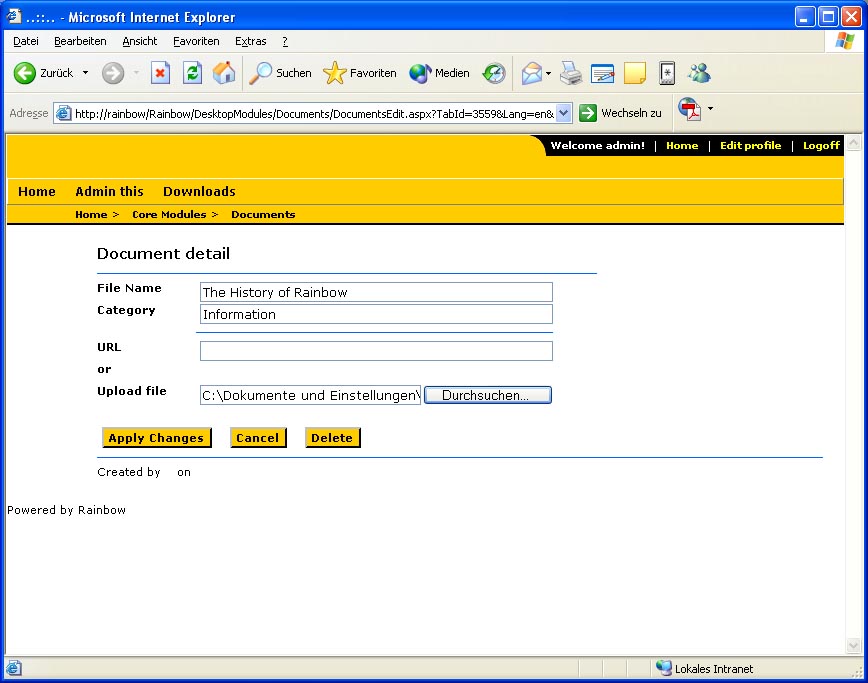 ..::.. - Microsoft Internet Explorer
Datei Bearbeiten Ansicht Favoriten Extras ?
Zurück Suchen Favoriten Medien
Adresse http://rainbow/Rainbow/DesktopModules/Documents/DocumentsEdit.aspx?TabId=3559&Lang=en& Wechseln zu
Welcome admin! | Home | Edit profile | Logoff
Home Admin this Downloads
Home > Core Modules > Documents
Document detail
File Name The History of Rainbow
Category Information
URL
or
Upload file C:\Dokumente und Einstellungen\ Durchsuchen...
Apply Changes Cancel Delete
Created by on
Powered by Rainbow
Lokales Intranet